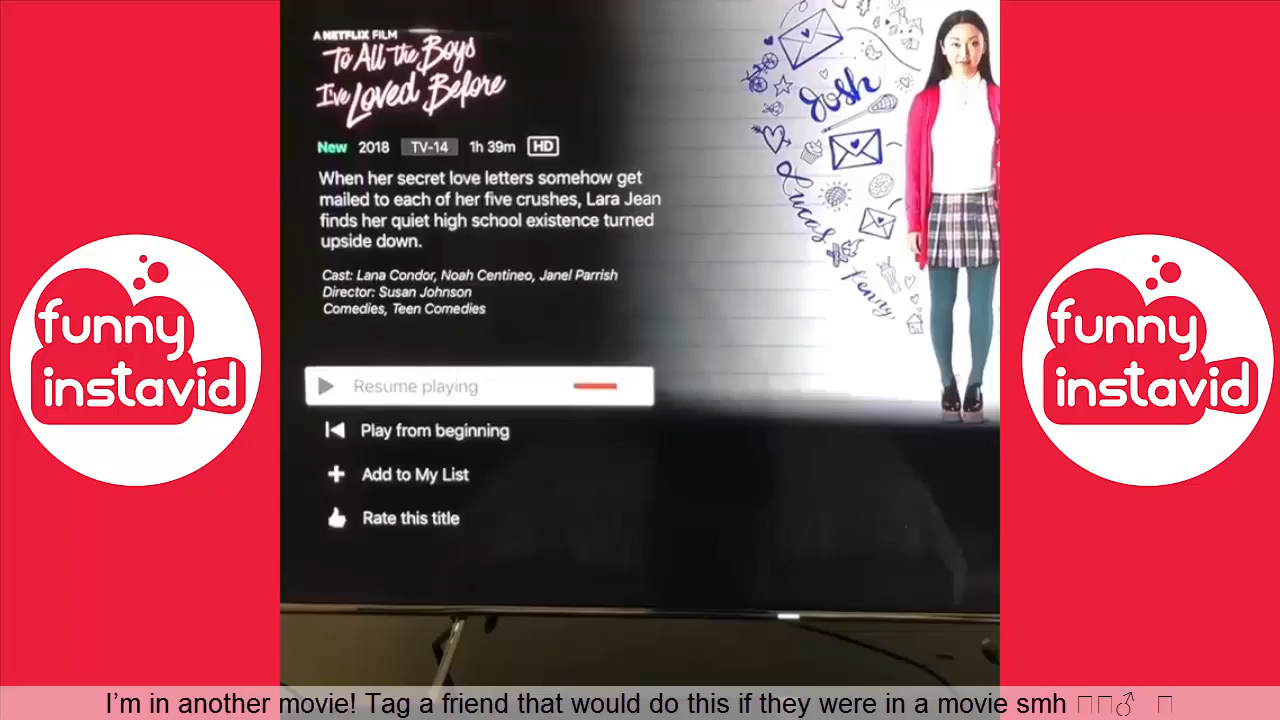 A NETFLIX FILM
To All the Boys
I've Loved Before
New 2018 TV-14 1h 39m HD
When her secret love letters somehow get
mailed to each of her five crushes, Lara Jean
finds her quiet high school existence turned
upside down.
Cast: Lana Condor, Noah Centineo, Janel Parrish
Director: Susan Johnson
Comedies, Teen Comedies
Resume playing
Play from beginning
Add to My List
Rate this title
Josh
Lucas
Kenny
funny
instavid
funny
instavid
I'm in another movie! Tag a friend that would do this if they were in a movie smh